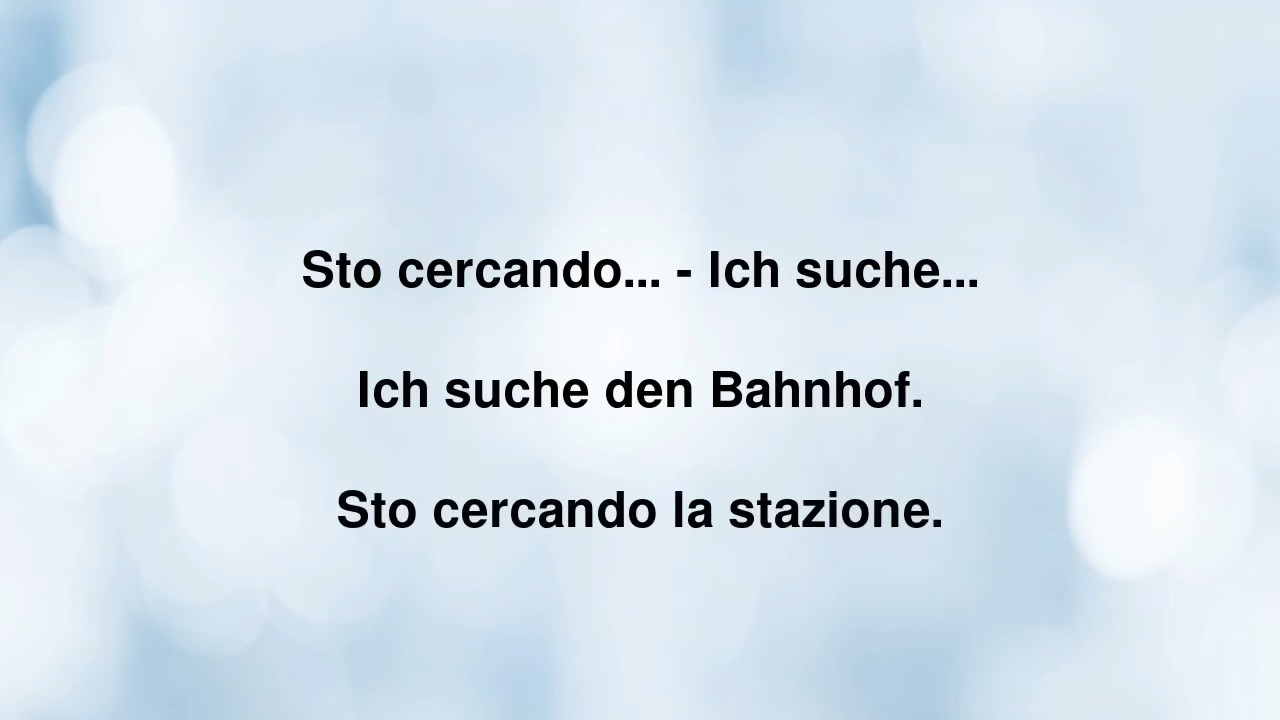 Sto cercando... - Ich suche...
Ich suche den Bahnhof.
Sto cercando la stazione.